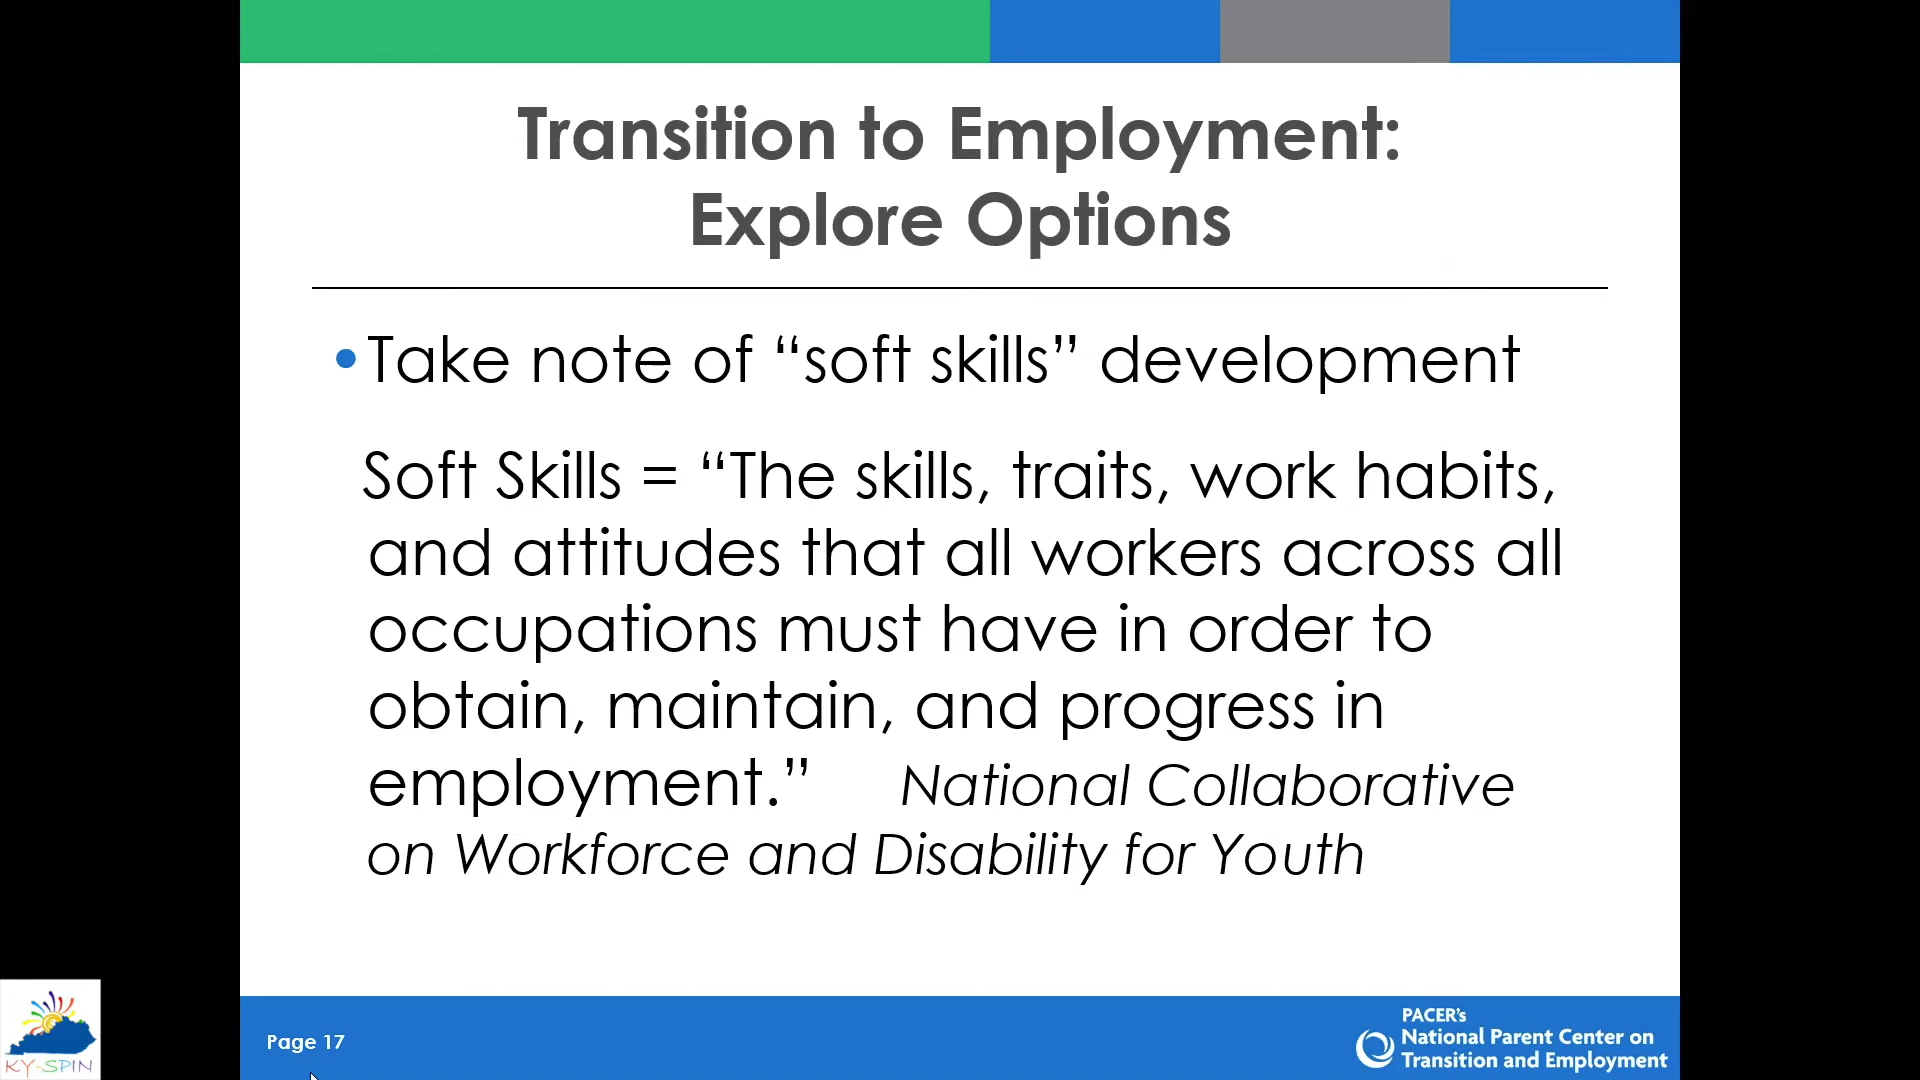 Transition to Employment:
Explore Options
•Take note of “soft skills” development
Soft Skills = “The skills, traits, work habits,
and attitudes that all workers across all
occupations must have in order to
obtain, maintain, and progress in
employment.” National Collaborative
on Workforce and Disability for Youth
KY-SPIN
Page 17
PACER’s
National Parent Center on
Transition and Employment